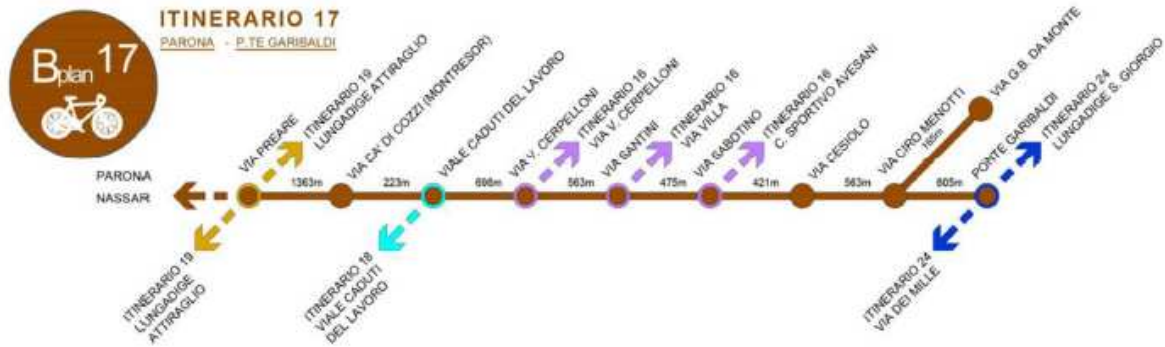 ITINERARIO 17
PARONA - P.TE GARIBALDI
Bplan 17
PARONA
NASSAR
VIA PREARE
ITINERARIO 19
LUNGADIGE ATTIRAGLIO
ITINERARIO 19
LUNGADIGE
ATTIRAGLIO
1363m
VIA CA' DI COZZI (MONTRESOR)
223m
VIALE CADUTI DEL LAVORO
ITINERARIO 18
VIALE CADUTI
DEL LAVORO
698m
VIA V. CERPELLONI
ITINERARIO 16
VIA V. CERPELLONI
563m
VIA SANTINI
ITINERARIO 16
VIA VILLA
475m
VIA SABOTINO
ITINERARIO 16
C. SPORTIVO AVESANI
421m
VIA CESIOLO
563m
VIA CIRO MENOTTI
165m
VIA G.B. DA MONTE
605m
PONTE GARIBALDI
ITINERARIO 24
LUNGADIGE S. GIORGIO
ITINERARIO 24
VIA DEI MILLE